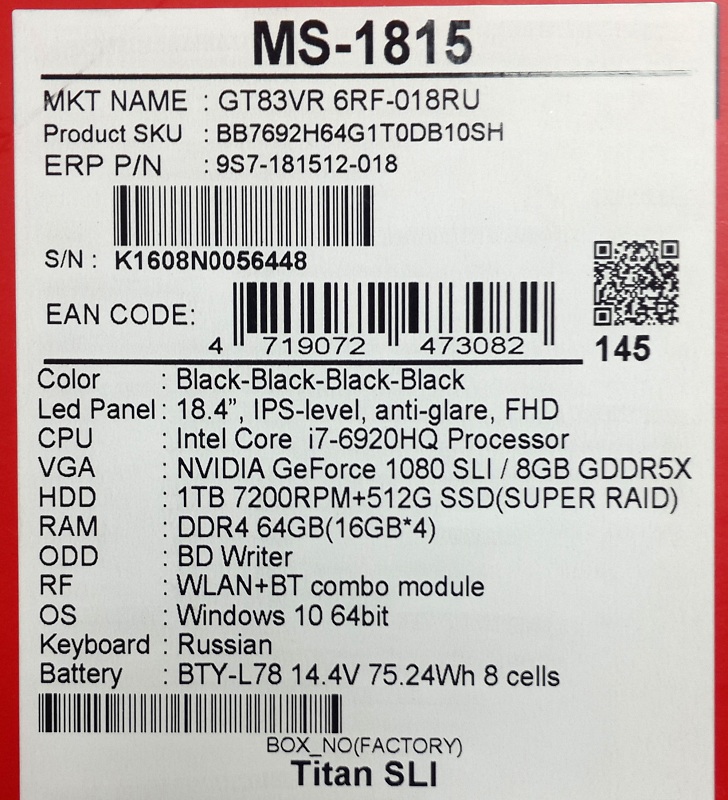 MS-1815
MKT NAME : GT83VR 6RF-018RU
Product SKU : BB7692H64G1T0DB10SH
ERP P/N : 9S7-181512-018
S/N : K1608N0056448
EAN CODE:
4 719072 473082
145
Color : Black-Black-Black-Black
Led Panel : 18.4”, IPS-level, anti-glare, FHD
CPU : Intel Core i7-6920HQ Processor
VGA : NVIDIA GeForce 1080 SLI / 8GB GDDR5X
HDD : 1TB 7200RPM+512G SSD(SUPER RAID)
RAM : DDR4 64GB(16GB*4)
ODD : BD Writer
RF : WLAN+BT combo module
OS : Windows 10 64bit
Keyboard : Russian
Battery : BTY-L78 14.4V 75.24Wh 8 cells
BOX_NO(FACTORY)
Titan SLI